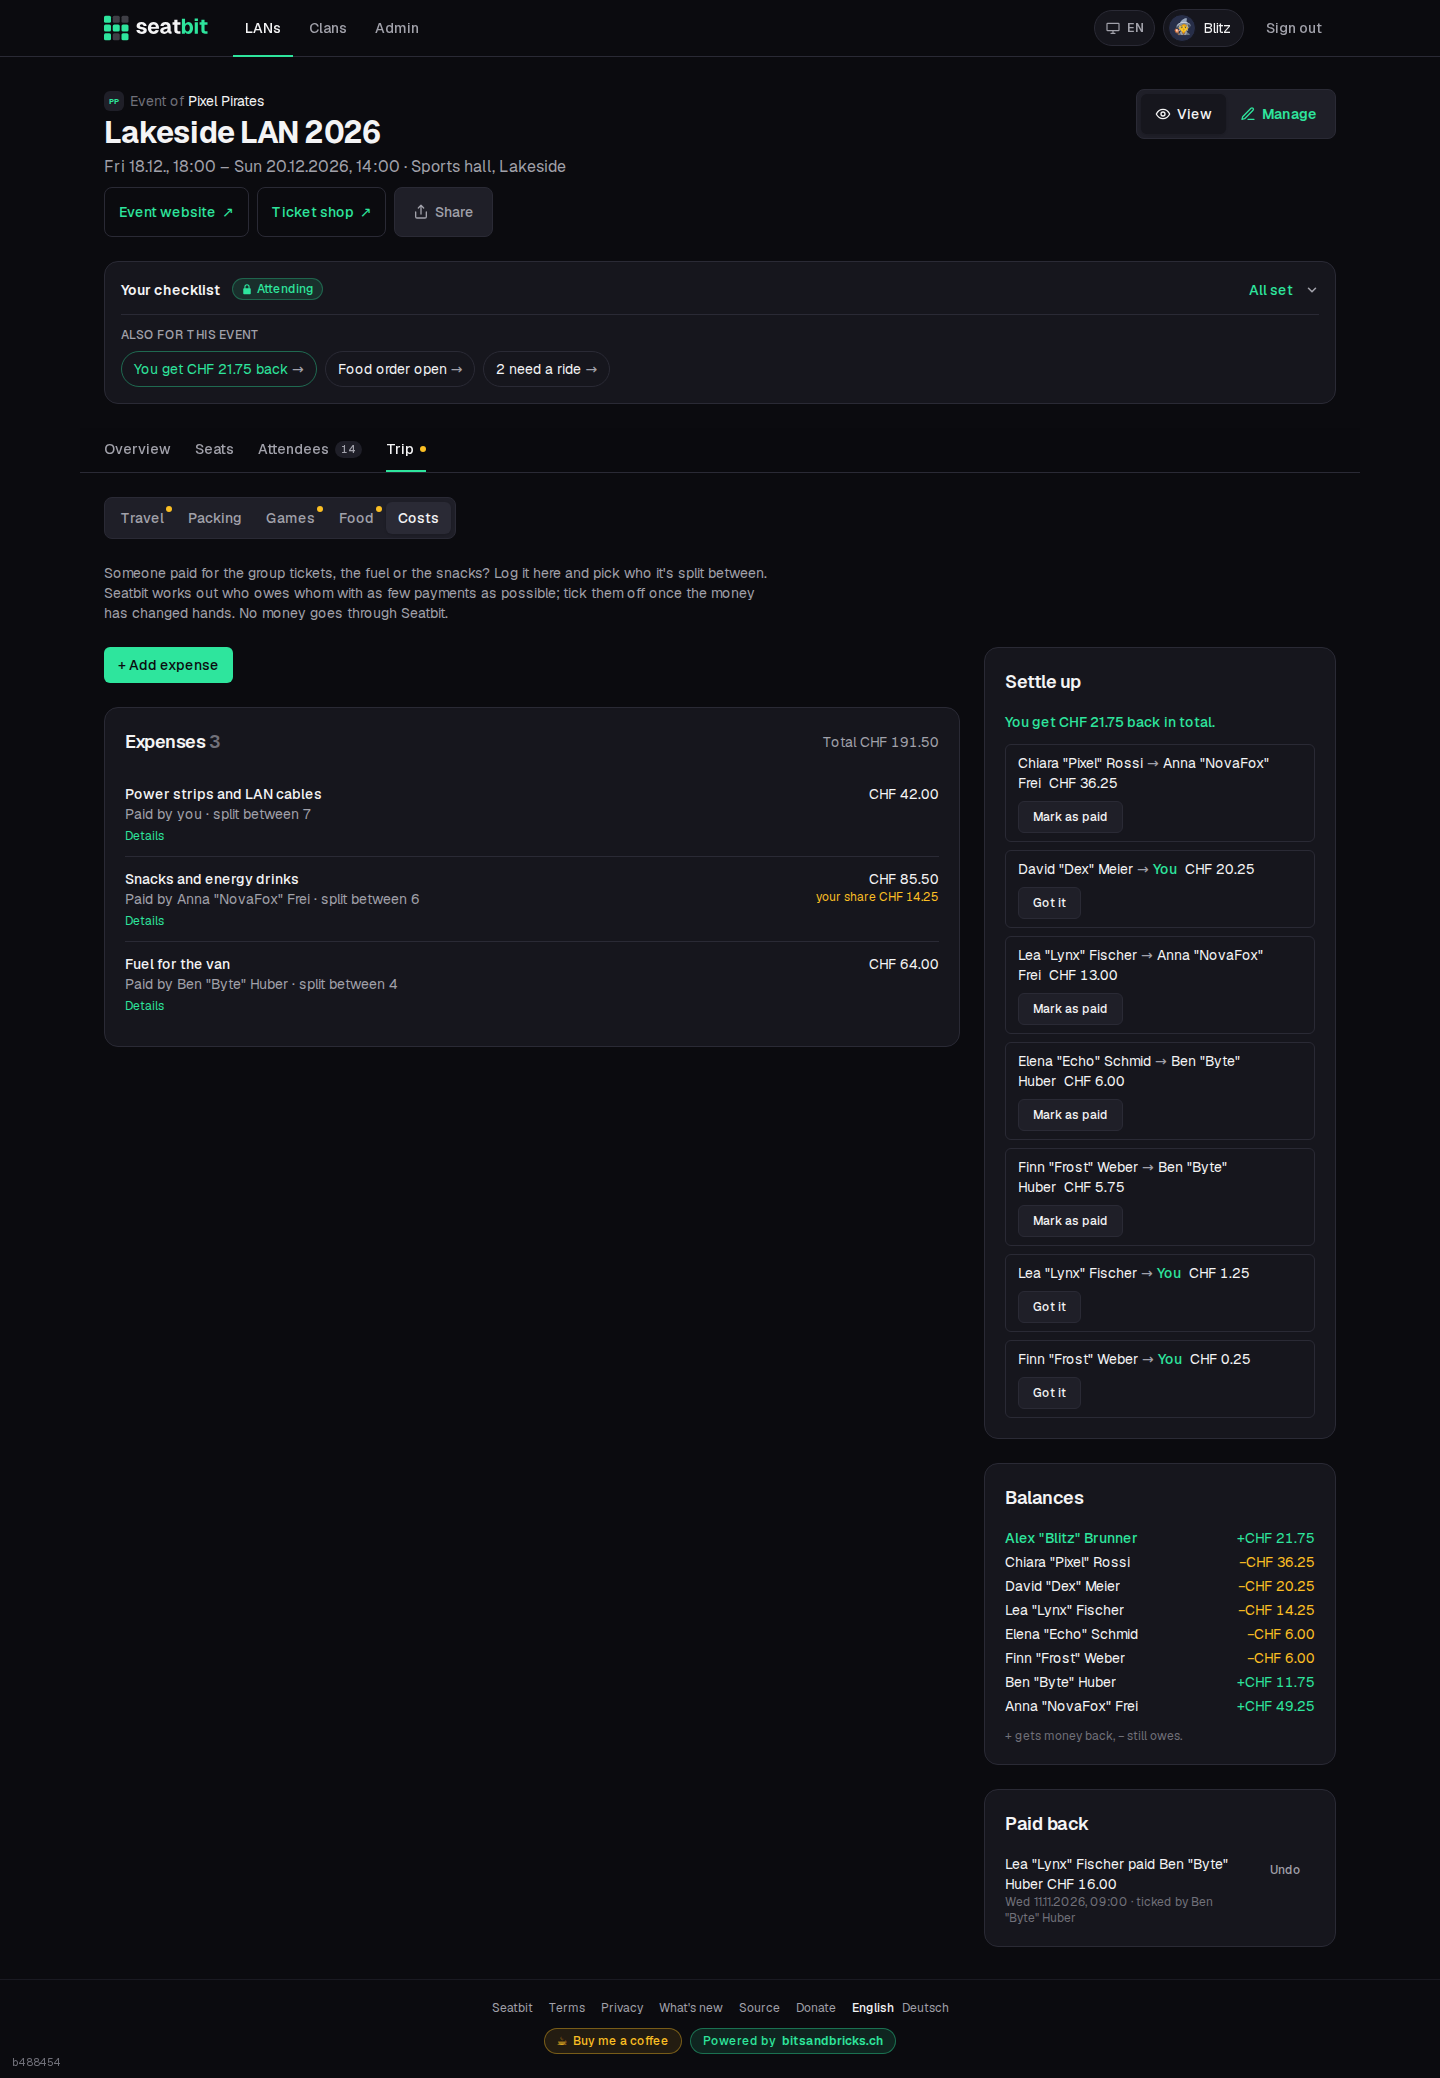 seatbit
LANs
Clans
Admin
EN
Blitz
Sign out
PP
Event of Pixel Pirates
Lakeside LAN 2026
Fri 18.12., 18:00 – Sun 20.12.2026, 14:00 · Sports hall, Lakeside
View
Manage
Event website ↗
Ticket shop ↗
Share
Your checklist
Attending
All set
ALSO FOR THIS EVENT
You get CHF 21.75 back →
Food order open →
2 need a ride →
Overview
Seats
Attendees 14
Trip
Travel
Packing
Games
Food
Costs
Someone paid for the group tickets, the fuel or the snacks? Log it here and pick who it's split between.
Seatbit works out who owes whom with as few payments as possible; tick them off once the money
has changed hands. No money goes through Seatbit.
+ Add expense
Expenses 3
Total CHF 191.50
Power strips and LAN cables
CHF 42.00
Paid by you · split between 7
Details
Snacks and energy drinks
CHF 85.50
Paid by Anna "NovaFox" Frei · split between 6
your share CHF 14.25
Details
Fuel for the van
CHF 64.00
Paid by Ben "Byte" Huber · split between 4
Details
Settle up
You get CHF 21.75 back in total.
Chiara "Pixel" Rossi → Anna "NovaFox"
Frei CHF 36.25
Mark as paid
David "Dex" Meier → You CHF 20.25
Got it
Lea "Lynx" Fischer → Anna "NovaFox"
Frei CHF 13.00
Mark as paid
Elena "Echo" Schmid → Ben "Byte"
Huber CHF 6.00
Mark as paid
Finn "Frost" Weber → Ben "Byte"
Huber CHF 5.75
Mark as paid
Lea "Lynx" Fischer → You CHF 1.25
Got it
Finn "Frost" Weber → You CHF 0.25
Got it
Balances
Alex "Blitz" Brunner +CHF 21.75
Chiara "Pixel" Rossi −CHF 36.25
David "Dex" Meier −CHF 20.25
Lea "Lynx" Fischer −CHF 14.25
Elena "Echo" Schmid −CHF 6.00
Finn "Frost" Weber −CHF 6.00
Ben "Byte" Huber +CHF 11.75
Anna "NovaFox" Frei +CHF 49.25
+ gets money back, − still owes.
Paid back
Lea "Lynx" Fischer paid Ben "Byte"
Huber CHF 16.00
Undo
Wed 11.11.2026, 09:00 · ticked by Ben
"Byte" Huber
Seatbit
Terms
Privacy
What's new
Source
Donate
English
Deutsch
Buy me a coffee
Powered by bitsandbricks.ch
b488454